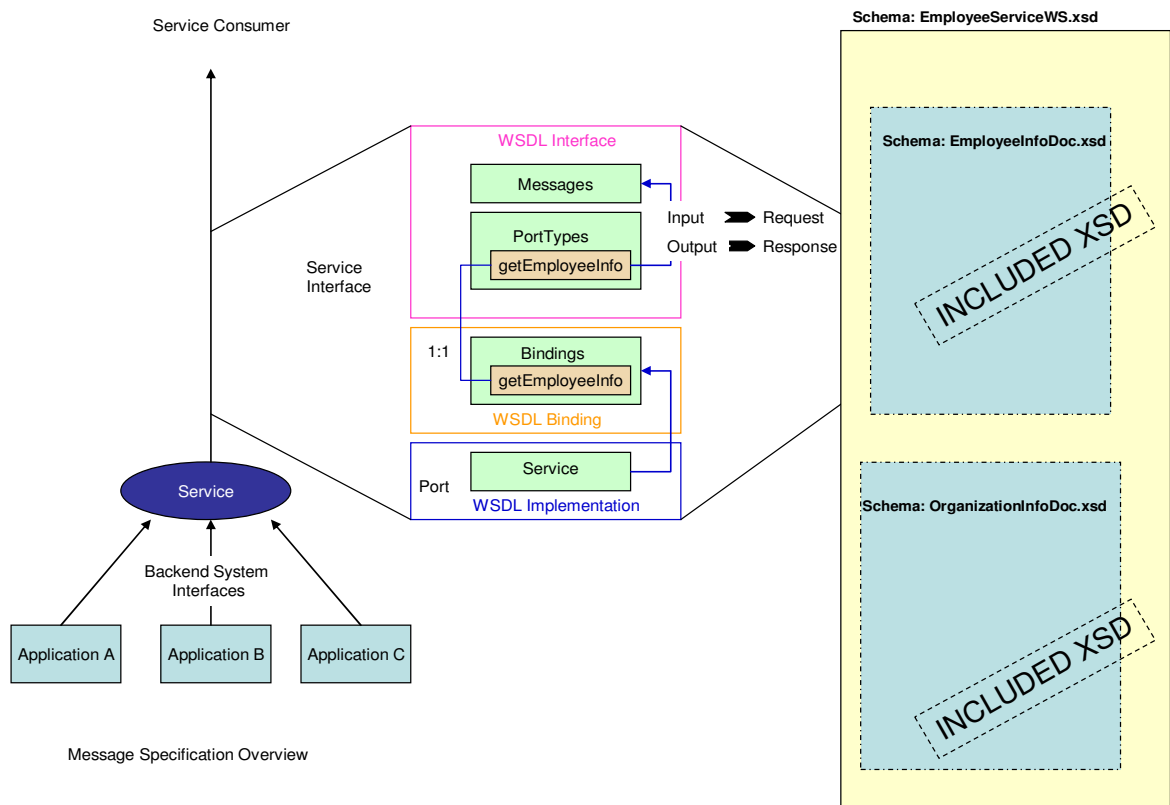 Service Consumer
Schema: EmployeeServiceWS.xsd
WSDL Interface
Messages
Input Request
Output Response
PortTypes
getEmployeeInfo
Service
Interface
1:1
Bindings
getEmployeeInfo
WSDL Binding
Port
Service
WSDL Implementation
Schema: EmployeeInfoDoc.xsd
INCLUDED XSD
Schema: OrganizationInfoDoc.xsd
INCLUDED XSD
Service
Backend System
Interfaces
Application A
Application B
Application C
Message Specification Overview